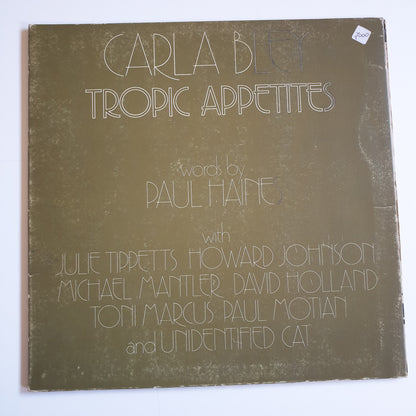 2000
CARLA BLEY
TROPIC APPETITES
words by
PAUL HAINES
with
JULIE TIPPETTS HOWARD JOHNSON
MICHAEL MANTLER DAVID HOLLAND
TONI MARCUS PAUL MOTIAN
and UNIDENTIFIED CAT